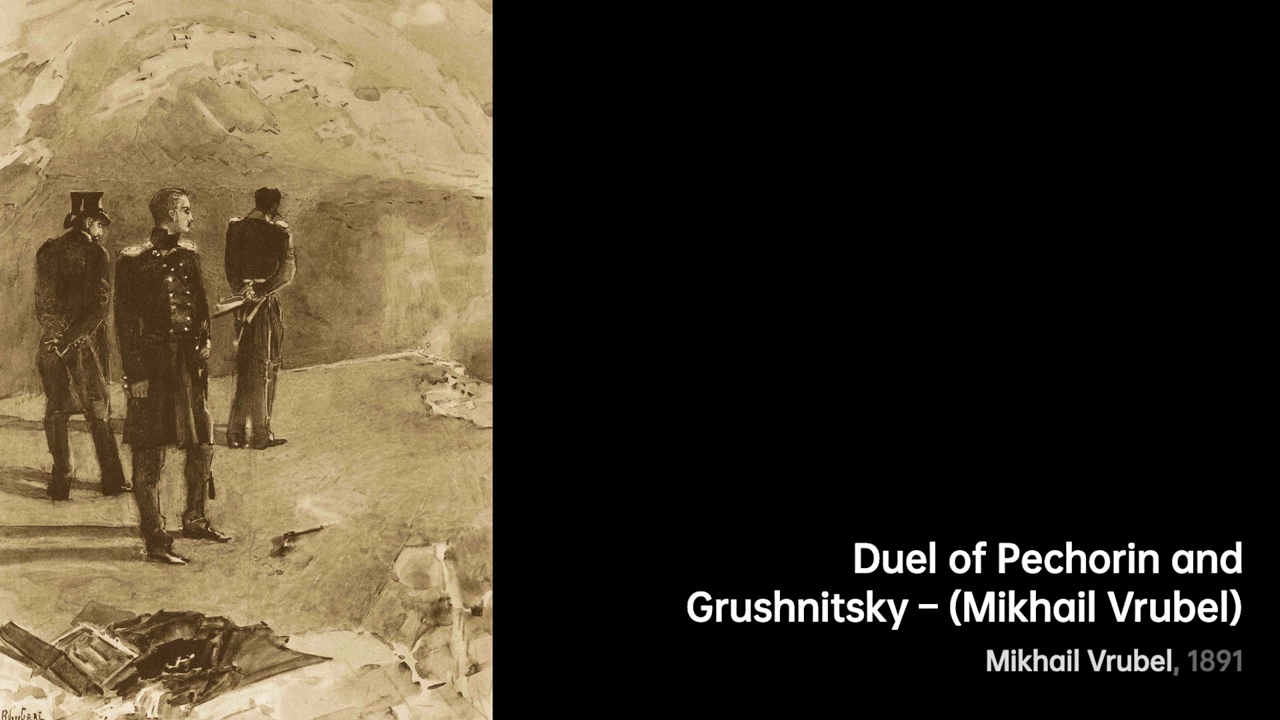 Duel of Pechorin and
Grushnitsky – (Mikhail Vrubel)
Mikhail Vrubel, 1891